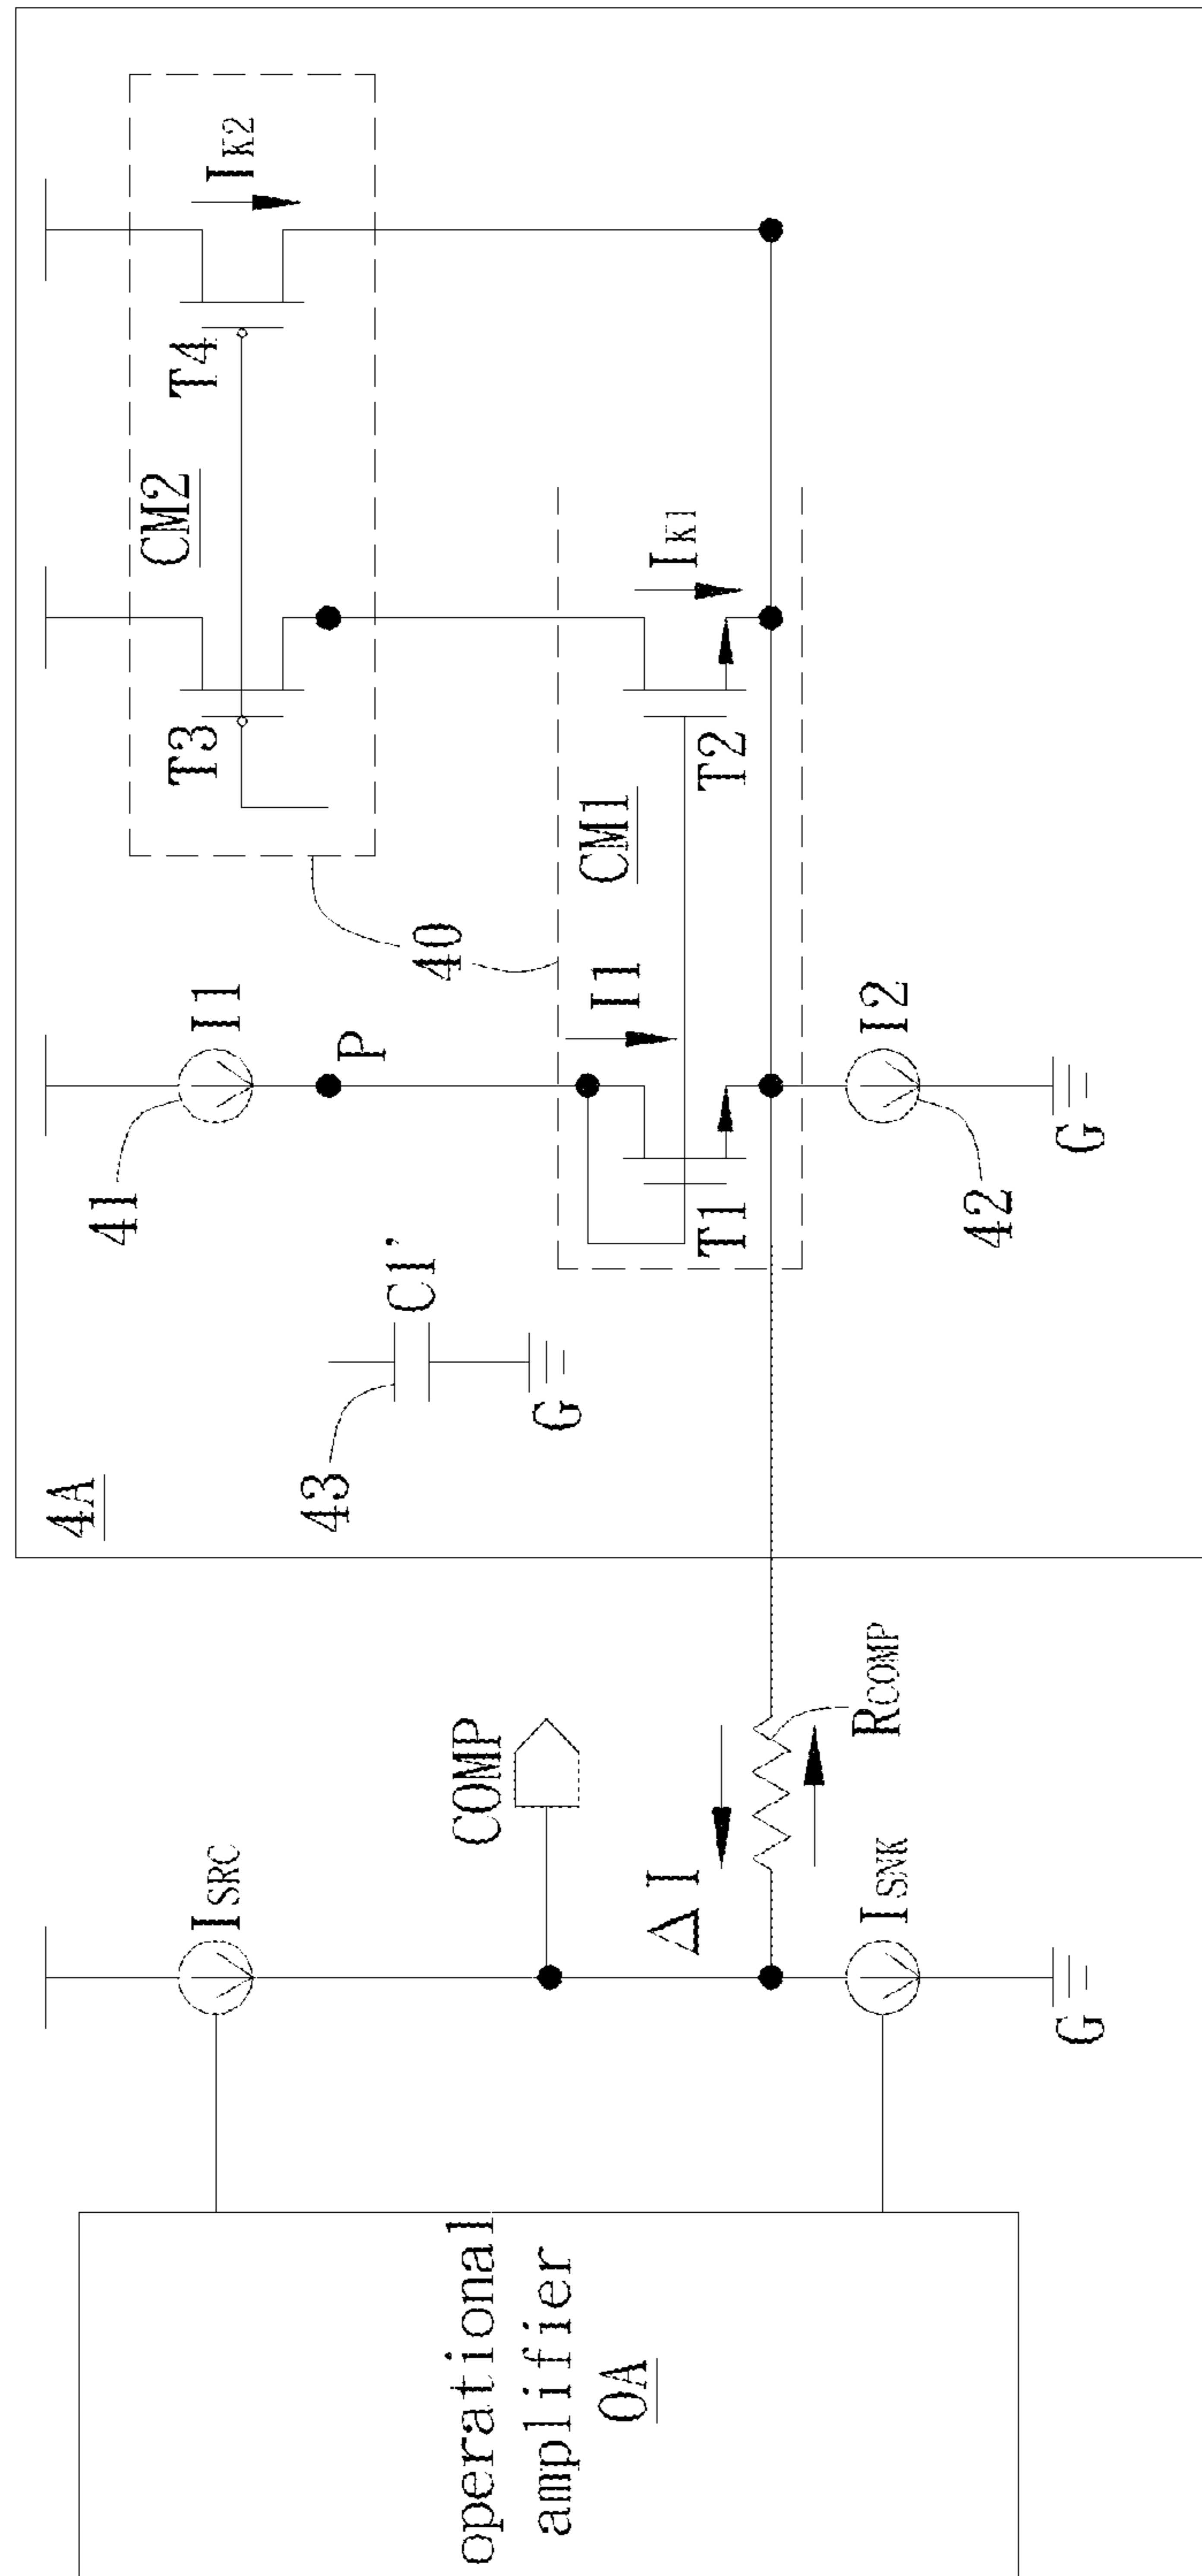 operational
amplifier
OA
ISRC
COMP
ΔI
ISNK
G
RCOMP
4A
43
C1'
G
41
I1
P
40
I1
T1
CM1
T2
IK1
I2
42
G
T3
CM2
T4
IK2